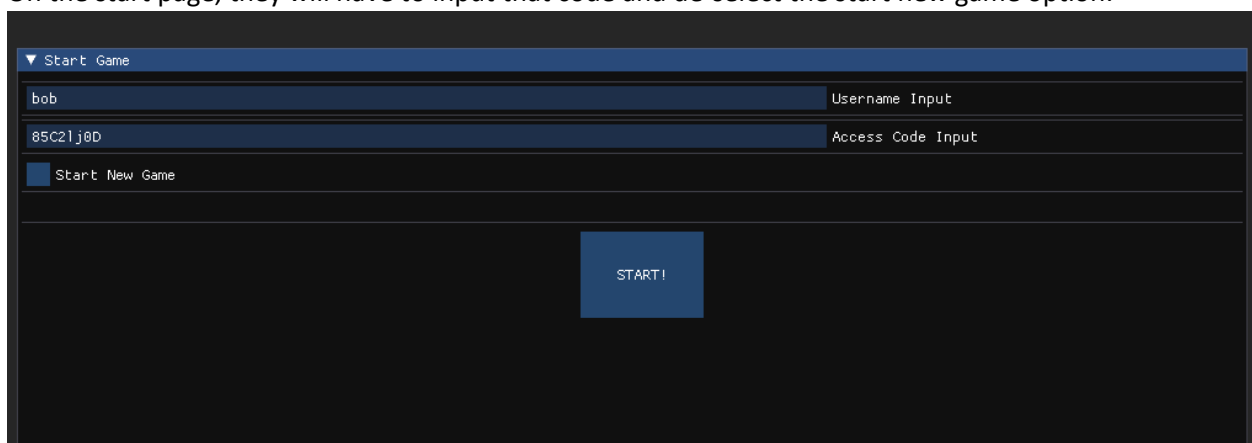 On the start page, they will have to input that code and de-select the start new game option.
Start Game
bob Username Input
85C2lj0D Access Code Input
Start New Game
START!